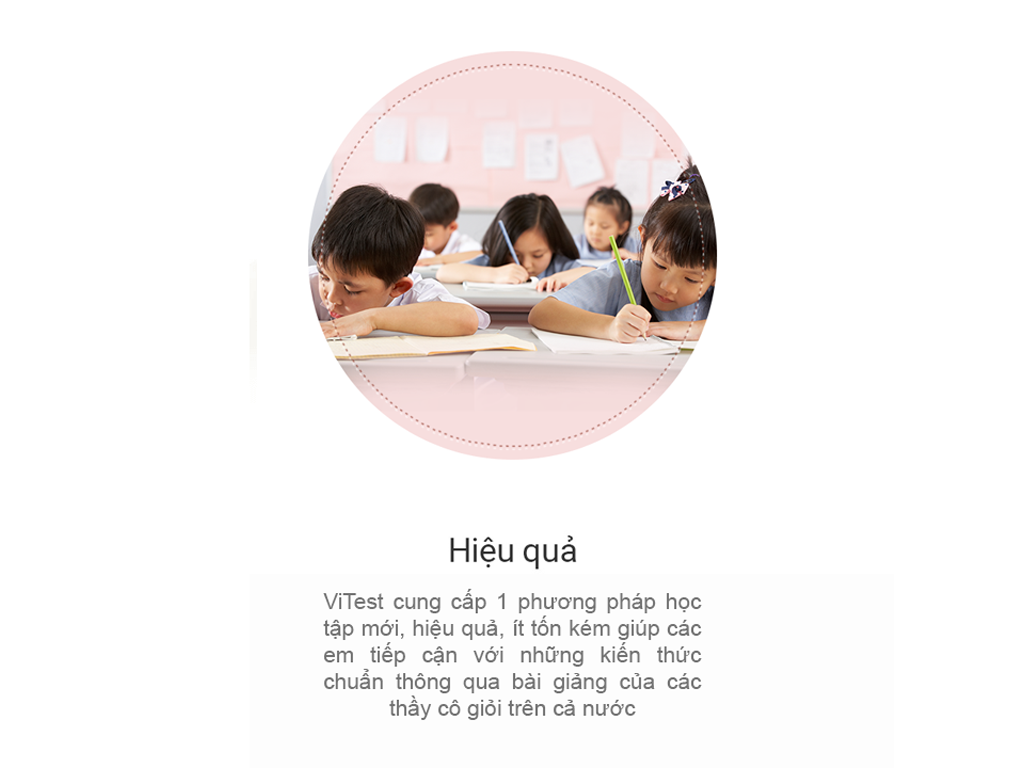 Hiệu quả
ViTest cung cấp 1 phương pháp học
tập mới, hiệu quả, ít tốn kém giúp các
em tiếp cận với những kiến thức
chuẩn thông qua bài giảng của các
thầy cô giỏi trên cả nước